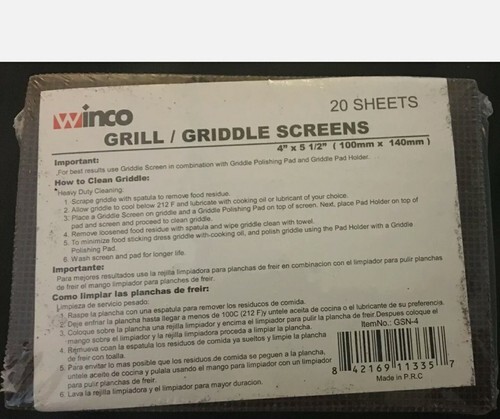 Winco
20 SHEETS
GRILL / GRIDDLE SCREENS
4" x 5 1/2" ( 100mm x 140mm )
Important:
For best results use Griddle Screen in combination with Griddle Polishing Pad and Griddle Pad Holder.
How to Clean Griddle:
Heavy Duty Cleaning:
1. Scrape griddle with spatula to remove food residue.
2. Allow griddle to cool below 212 F and lubricate with cooking oil or lubricant of your choice.
3. Place a Griddle Screen on griddle and a Griddle Polishing Pad on top of screen. Next, place Pad Holder on top of
pad and screen and proceed to clean griddle.
4. Remove loosened food residue with spatula and wipe griddle clean with towel.
5. To minimize food sticking dress griddle with cooking oil, and polish griddle using the Pad Holder with a Griddle
Polishing Pad.
6. Wash screen and pad for longer life.
Importante:
Para mejores resultados use la rejilla limpiadora para planchas de freir en combinacion con el limpiador para pulir planchas
de freir el mango limpiador para planchas de freir.
Como limpiar las planchas de freir:
Limpieza de servicio pesado:
1. Raspe la plancha con una espatula para remover los residucos de comida.
2. Deje enfriar la plancha hasta llegar a menos de 100C (212 F)y untele aceite de cocina o el lubricante de su preferencia.
3. Coloque sobre la plancha una rejilla limpiador y encima el limpiador para pulir la plancha de freir.Despues coloque el
mango sobre el limpiador y la rejilla limpiadora proceda a limpiar la plancha.
4. Remueva coan la espatula los residuos de comida ya sueltos y limpie la plancha
de freir con toalla.
5. Para envitar lo mas posible que los residuos.de comida se peguen a la plancha,
untele aceite de cocina y pulala usando el mango para limpiador con un limpiador
para pulir planchas de freir.
6. Lava la rejilla limpiadora y el limpiador para mayor duracion.
ItemNo.: GSN-4
8 42169 11335 7
Made in P.R.C